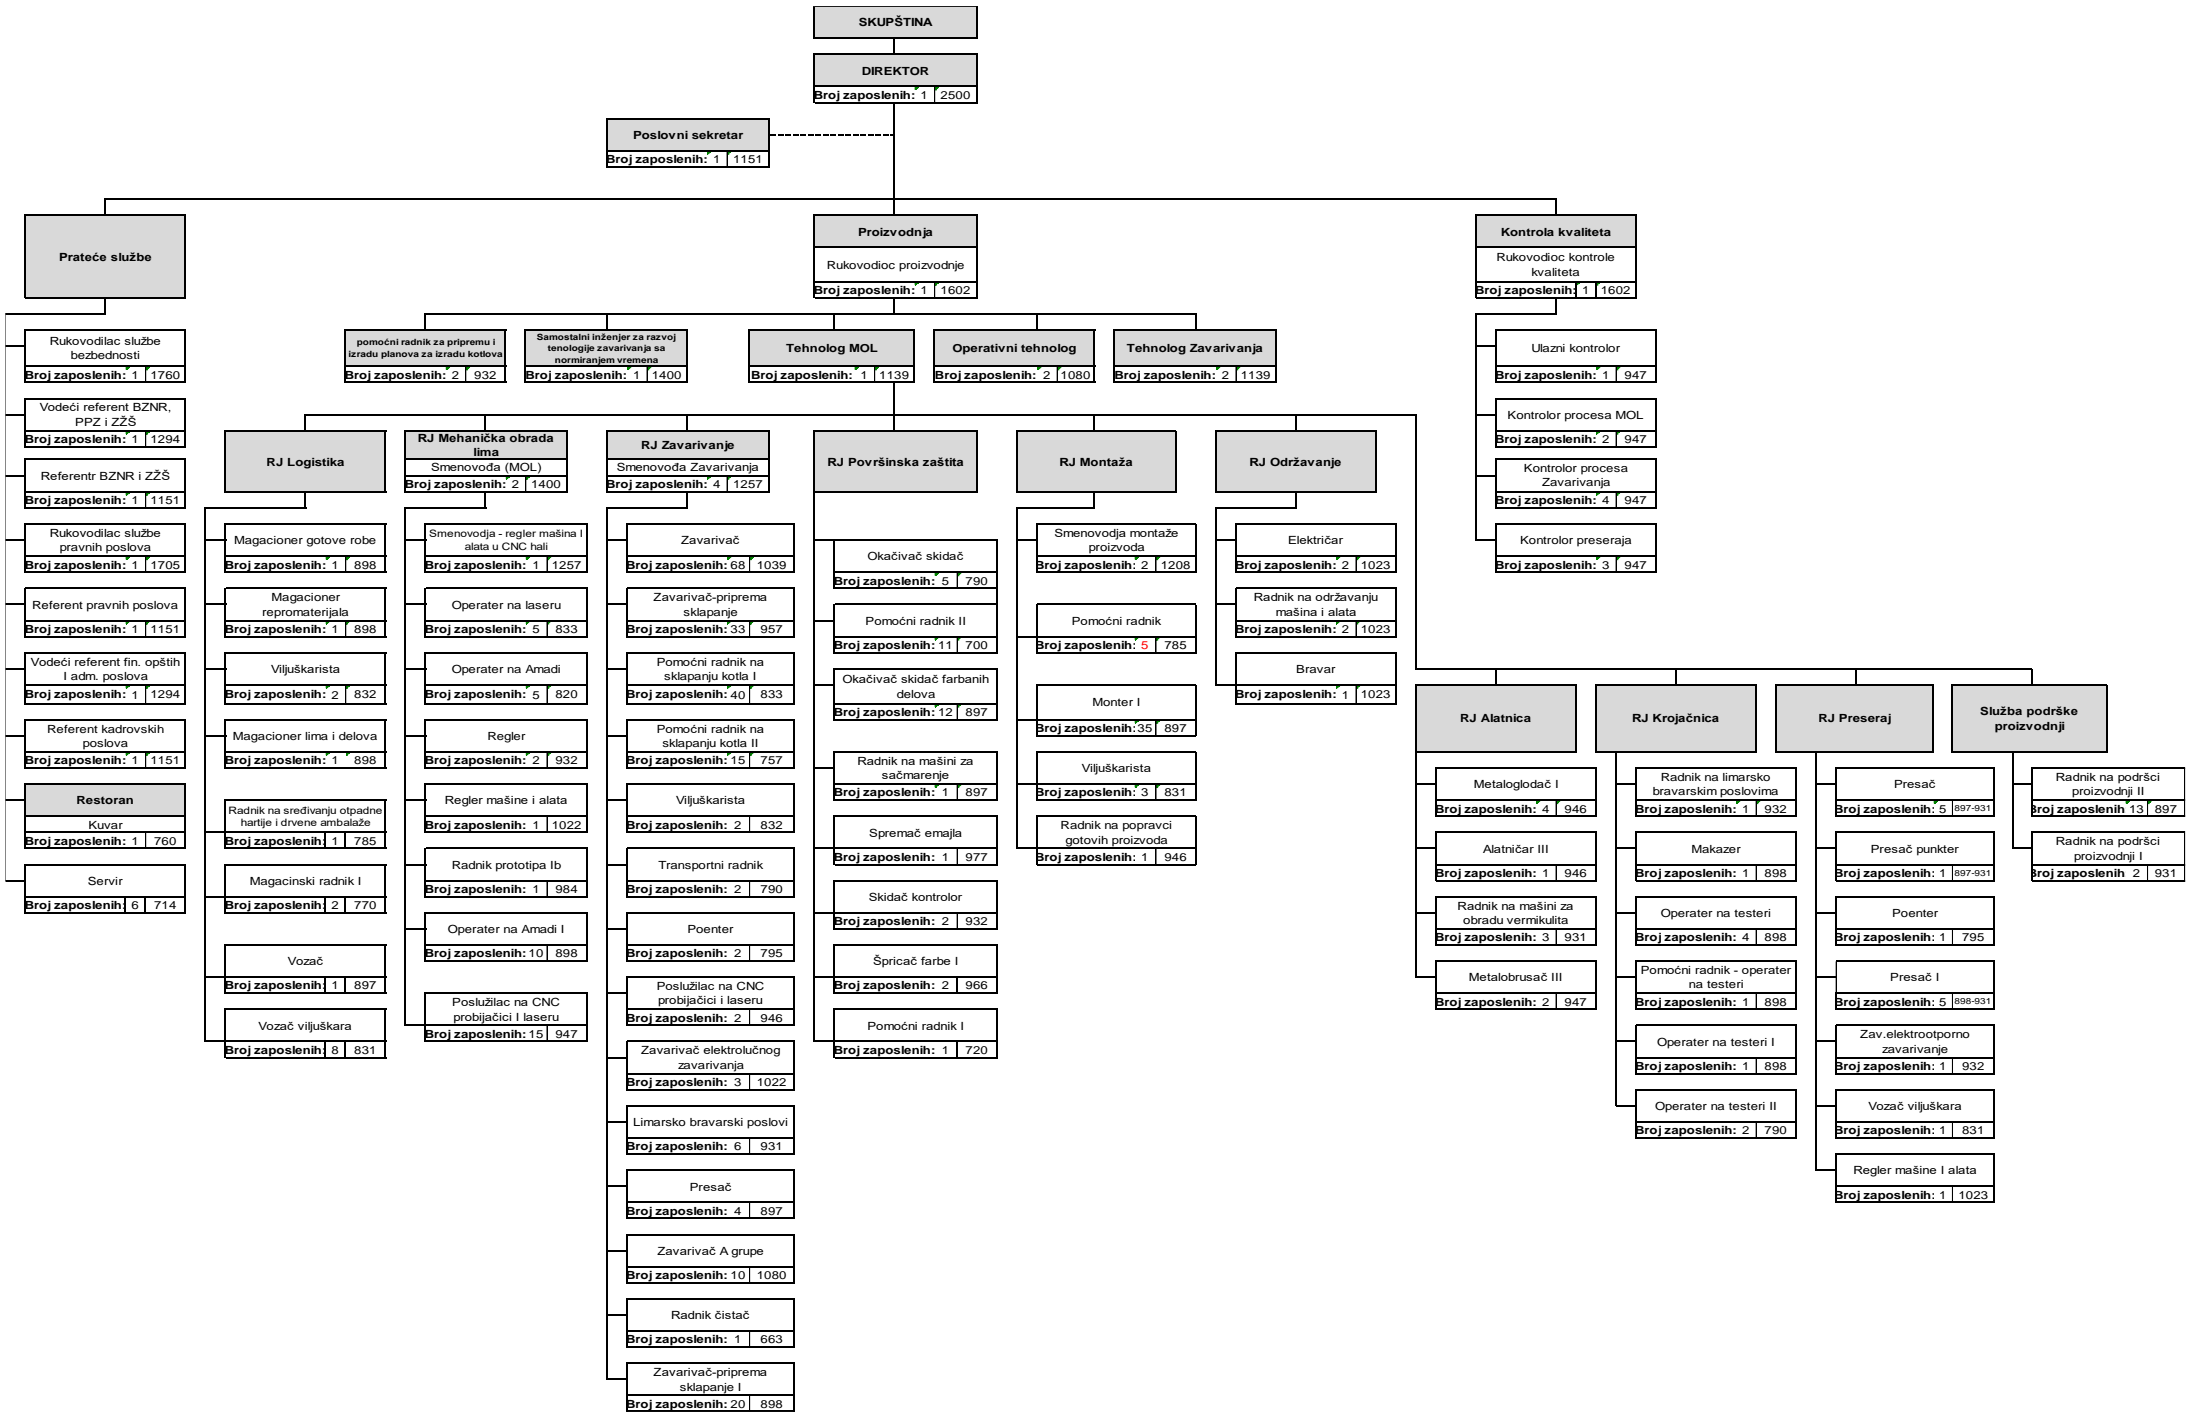 SKUPŠTINA
DIREKTOR
Broj zaposlenih: 1 2500
Poslovni sekretar
Broj zaposlenih: 1 1151
Prateće službe
Proizvodnja
Rukovodioc proizvodnje
Broj zaposlenih: 1 1602
Kontrola kvaliteta
Rukovodioc kontrole
kvaliteta
Broj zaposlenih: 1 1602
Rukovodilac službe
bezbednosti
Broj zaposlenih: 1 1760
Vodeći referent BZNR,
PPZ i ZŽŠ
Broj zaposlenih: 1 1294
Referentr BZNR i ZŽŠ
Broj zaposlenih: 1 1151
Rukovodilac službe
pravnih poslova
Broj zaposlenih: 1 1705
Referent pravnih poslova
Broj zaposlenih: 1 1151
Vodeći referent fin. opštih
I adm. poslova
Broj zaposlenih: 1 1294
Referent kadrovskih
poslova
Broj zaposlenih: 1 1151
Restoran
Kuvar
Broj zaposlenih: 1 760
Servir
Broj zaposlenih: 6 714
pomoćni radnik za pripremu i
izradu planova za izradu kotlova
Broj zaposlenih: 2 932
Samostalni inženjer za razvoj
tenologije zavarivanja sa
normiranjem vremena
Broj zaposlenih: 1 1400
Tehnolog MOL
Broj zaposlenih: 1 1139
Operativni tehnolog
Broj zaposlenih: 2 1080
Tehnolog Zavarivanja
Broj zaposlenih: 2 1139
Ulazni kontrolor
Broj zaposlenih: 1 947
Kontrolor procesa MOL
Broj zaposlenih: 2 947
Kontrolor procesa
Zavarivanja
Broj zaposlenih: 4 947
Kontrolor preseraja
Broj zaposlenih: 3 947
RJ Logistika
Magacioner gotove robe
Broj zaposlenih: 1 898
Magacioner
repromaterijala
Broj zaposlenih: 1 898
Viljuškarista
Broj zaposlenih: 2 832
Magacioner lima i delova
Broj zaposlenih: 1 898
Radnik na sređivanju otpadne
hartije i drvene ambalaže
Broj zaposlenih: 1 785
Magacinski radnik I
Broj zaposlenih: 2 770
Vozač
Broj zaposlenih: 1 897
Vozač viljuškara
Broj zaposlenih: 8 831
RJ Mehanička obrada
lima
Smenovođa (MOL)
Broj zaposlenih: 2 1400
Smenovodja - regler mašina I
alata u CNC hali
Broj zaposlenih: 1 1257
Operater na laseru
Broj zaposlenih: 5 833
Operater na Amadi
Broj zaposlenih: 5 820
Regler
Broj zaposlenih: 2 932
Regler mašine i alata
Broj zaposlenih: 1 1022
Radnik prototipa Ib
Broj zaposlenih: 1 984
Operater na Amadi I
Broj zaposlenih: 10 898
Poslužilac na CNC
probijačici I laseru
Broj zaposlenih: 15 947
RJ Zavarivanje
Smenovođa Zavarivanja
Broj zaposlenih: 4 1257
Zavarivač
Broj zaposlenih: 68 1039
Zavarivač-priprema
sklapanje
Broj zaposlenih: 33 957
Pomoćni radnik na
sklapanju kotla I
Broj zaposlenih: 40 833
Pomoćni radnik na
sklapanju kotla II
Broj zaposlenih: 15 757
Viljuškarista
Broj zaposlenih: 2 832
Transportni radnik
Broj zaposlenih: 2 790
Poenter
Broj zaposlenih: 2 795
Poslužilac na CNC
probijačici i laseru
Broj zaposlenih: 2 946
Zavarivač elektrolučnog
zavarivanja
Broj zaposlenih: 3 1022
Limarsko bravarski poslovi
Broj zaposlenih: 6 931
Presač
Broj zaposlenih: 4 897
Zavarivač A grupe
Broj zaposlenih: 10 1080
Radnik čistač
Broj zaposlenih: 1 663
Zavarivač-priprema
sklapanje I
Broj zaposlenih: 20 898
RJ Površinska zaštita
Okačivač skidač
Broj zaposlenih: 5 790
Pomoćni radnik II
Broj zaposlenih: 11 700
Okačivač skidač farbanih
delova
Broj zaposlenih: 12 897
Radnik na mašini za
sačmarenje
Broj zaposlenih: 1 897
Spremač emajla
Broj zaposlenih: 1 977
Skidač kontrolor
Broj zaposlenih: 2 932
Špricač farbe I
Broj zaposlenih: 2 966
Pomoćni radnik I
Broj zaposlenih: 1 720
RJ Montaža
Smenovodja montaže
proizvoda
Broj zaposlenih: 2 1208
Pomoćni radnik
Broj zaposlenih: 5 785
Monter I
Broj zaposlenih: 35 897
Viljuškarista
Broj zaposlenih: 3 831
Radnik na popravci
gotovih proizvoda
Broj zaposlenih: 1 946
RJ Održavanje
Električar
Broj zaposlenih: 2 1023
Radnik na održavanju
mašina i alata
Broj zaposlenih: 2 1023
Bravar
Broj zaposlenih: 1 1023
RJ Alatnica
Metaloglodač I
Broj zaposlenih: 4 946
Alatničar III
Broj zaposlenih: 1 946
Radnik na mašini za
obradu vermikulita
Broj zaposlenih: 3 931
Metalobrusač III
Broj zaposlenih: 2 947
RJ Krojačnica
Radnik na limarsko
bravarskim poslovima
Broj zaposlenih: 1 932
Makazer
Broj zaposlenih: 1 898
Operater na testeri
Broj zaposlenih: 4 898
Pomoćni radnik - operater
na testeri
Broj zaposlenih: 1 898
Operater na testeri I
Broj zaposlenih: 1 898
Operater na testeri II
Broj zaposlenih: 2 790
RJ Preseraj
Presač
Broj zaposlenih: 5 897-931
Presač punkter
Broj zaposlenih: 1 897-931
Poenter
Broj zaposlenih: 1 795
Presač I
Broj zaposlenih: 5 898-931
Zav.elektrootporno
zavarivanje
Broj zaposlenih: 1 932
Vozač viljuškara
Broj zaposlenih: 1 831
Regler mašine I alata
Broj zaposlenih: 1 1023
Služba podrške
proizvodnji
Radnik na podršci
proizvodnji II
Broj zaposlenih 13 897
Radnik na podršci
proizvodnji I
Broj zaposlenih 2 931